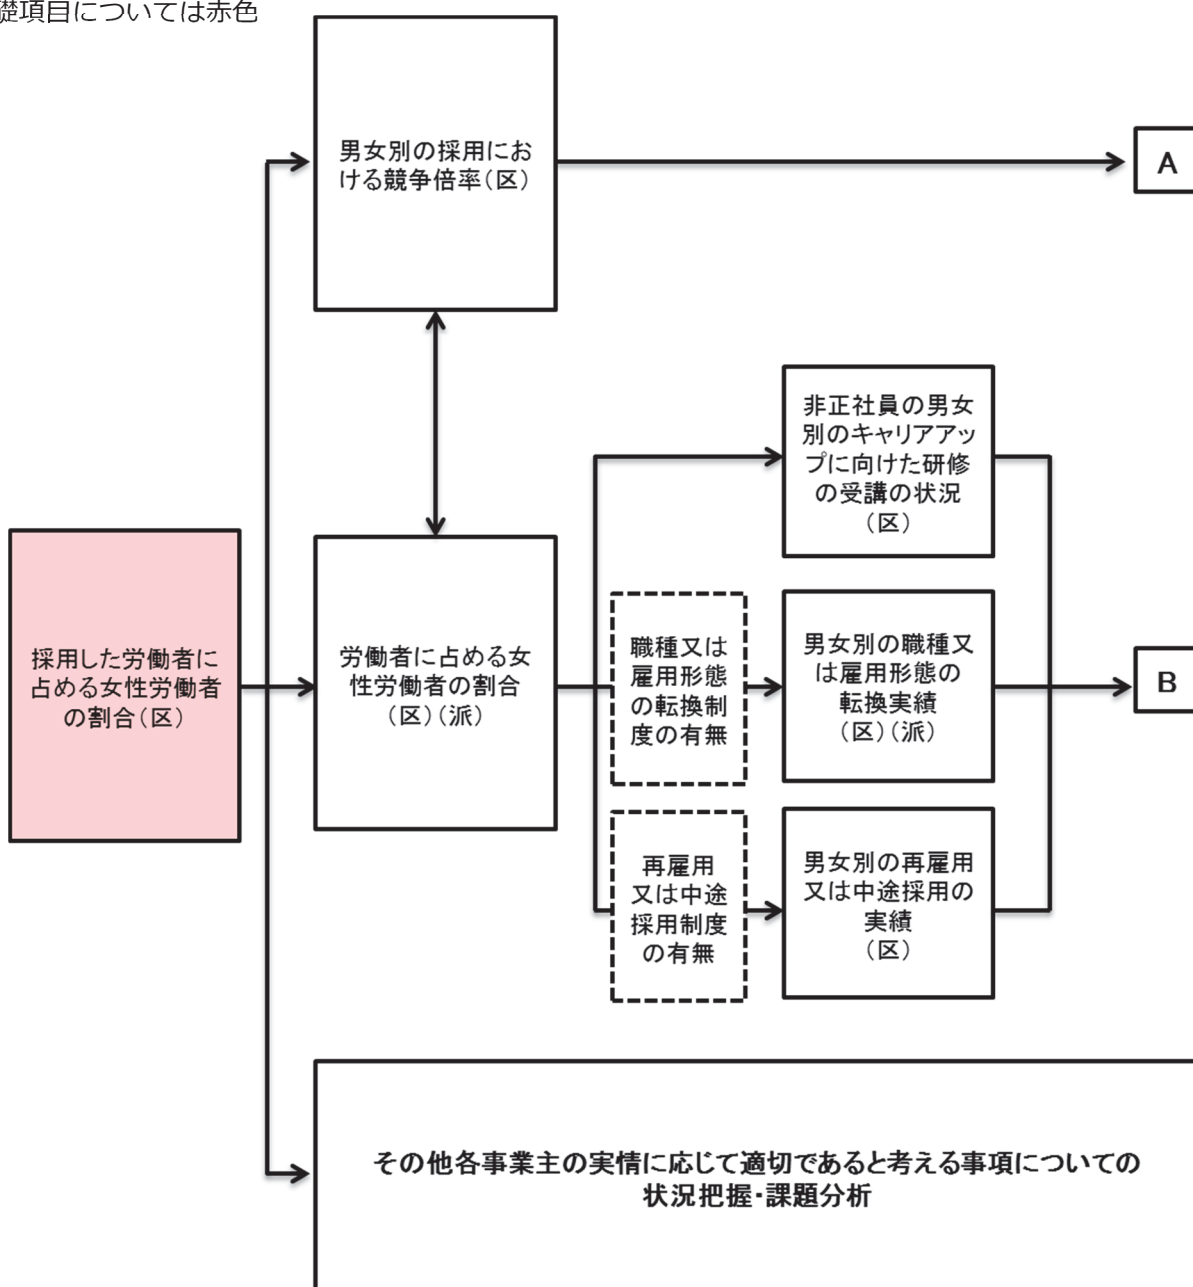 礎項目については赤色
男女別の採用にお
ける競争倍率(区)
A
非正社員の男女
別のキャリアアッ
プに向けた研修
の受講の状況
(区)
採用した労働者に
占める女性労働者
の割合(区)
労働者に占める女
性労働者の割合
(区)(派)
職種又は
雇用形態
の転換制
度の有無
男女別の職種又
は雇用形態の
転換実績
(区)(派)
B
再雇用
又は中途
採用制度
の有無
男女別の再雇用
又は中途採用の
実績
(区)
その他各事業主の実情に応じて適切であると考える事項についての
状況把握・課題分析